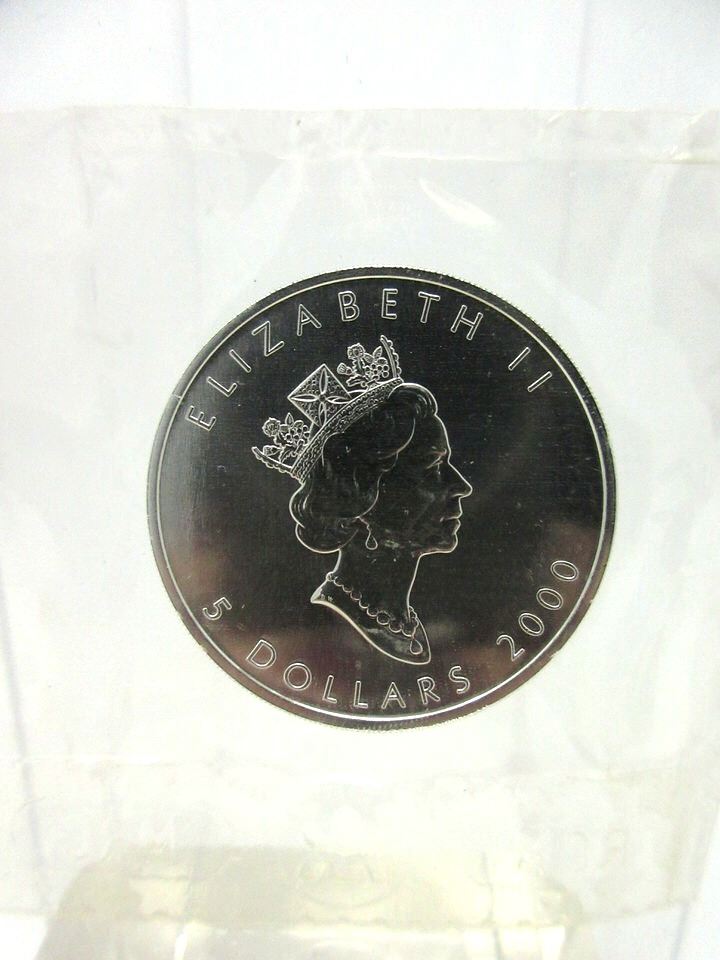 ELIZABETH II
5 DOLLARS 2000